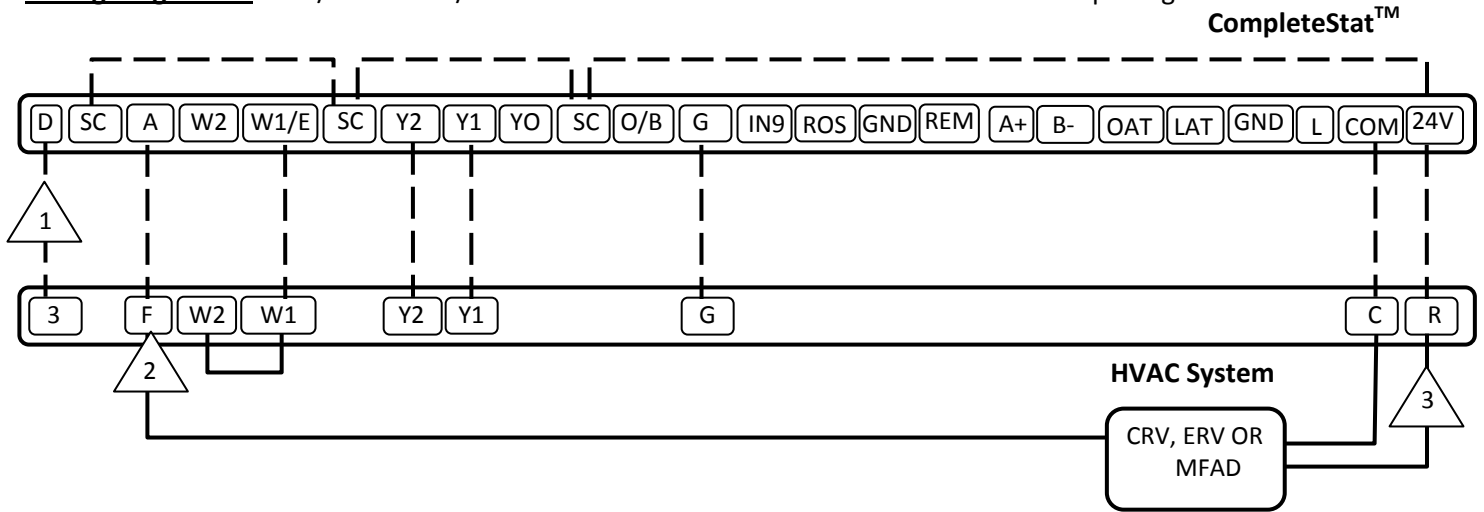 CompleteStat™
D SC A W2 W1/E SC Y2 Y1 YO SC O/B G IN9 ROS GND REM A+ B- OAT LAT GND L COM 24V
1
3 F W2 W1 Y2 Y1 G C R
2
HVAC System
3
CRV, ERV OR
MFAD